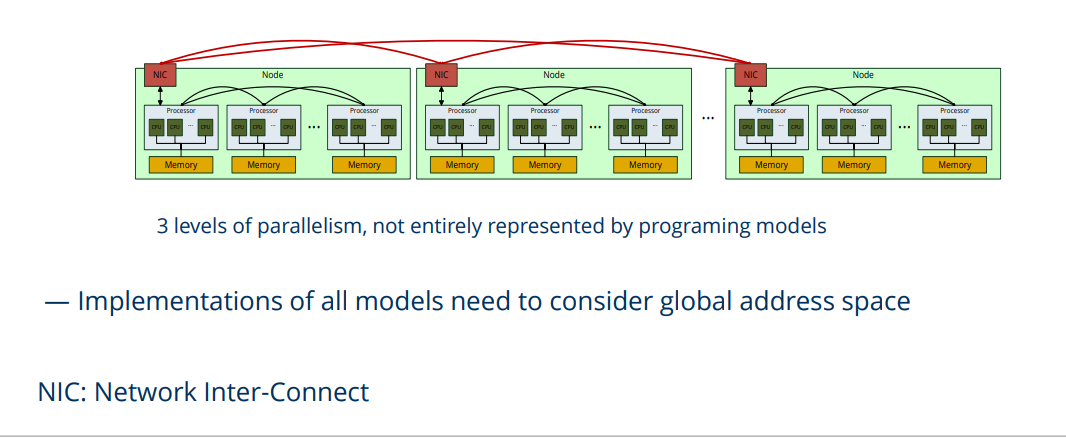 NIC Node NIC Node NIC Node
Processor Processor Processor Processor Processor Processor Processor Processor Processor
CPU CPU ... CPU CPU CPU ... CPU ... CPU CPU ... CPU CPU CPU ... CPU CPU CPU ... CPU ... CPU CPU ... CPU ... CPU CPU ... CPU CPU CPU ... CPU ... CPU CPU ... CPU
Memory Memory Memory Memory Memory Memory Memory Memory Memory
3 levels of parallelism, not entirely represented by programing models
— Implementations of all models need to consider global address space
NIC: Network Inter-Connect